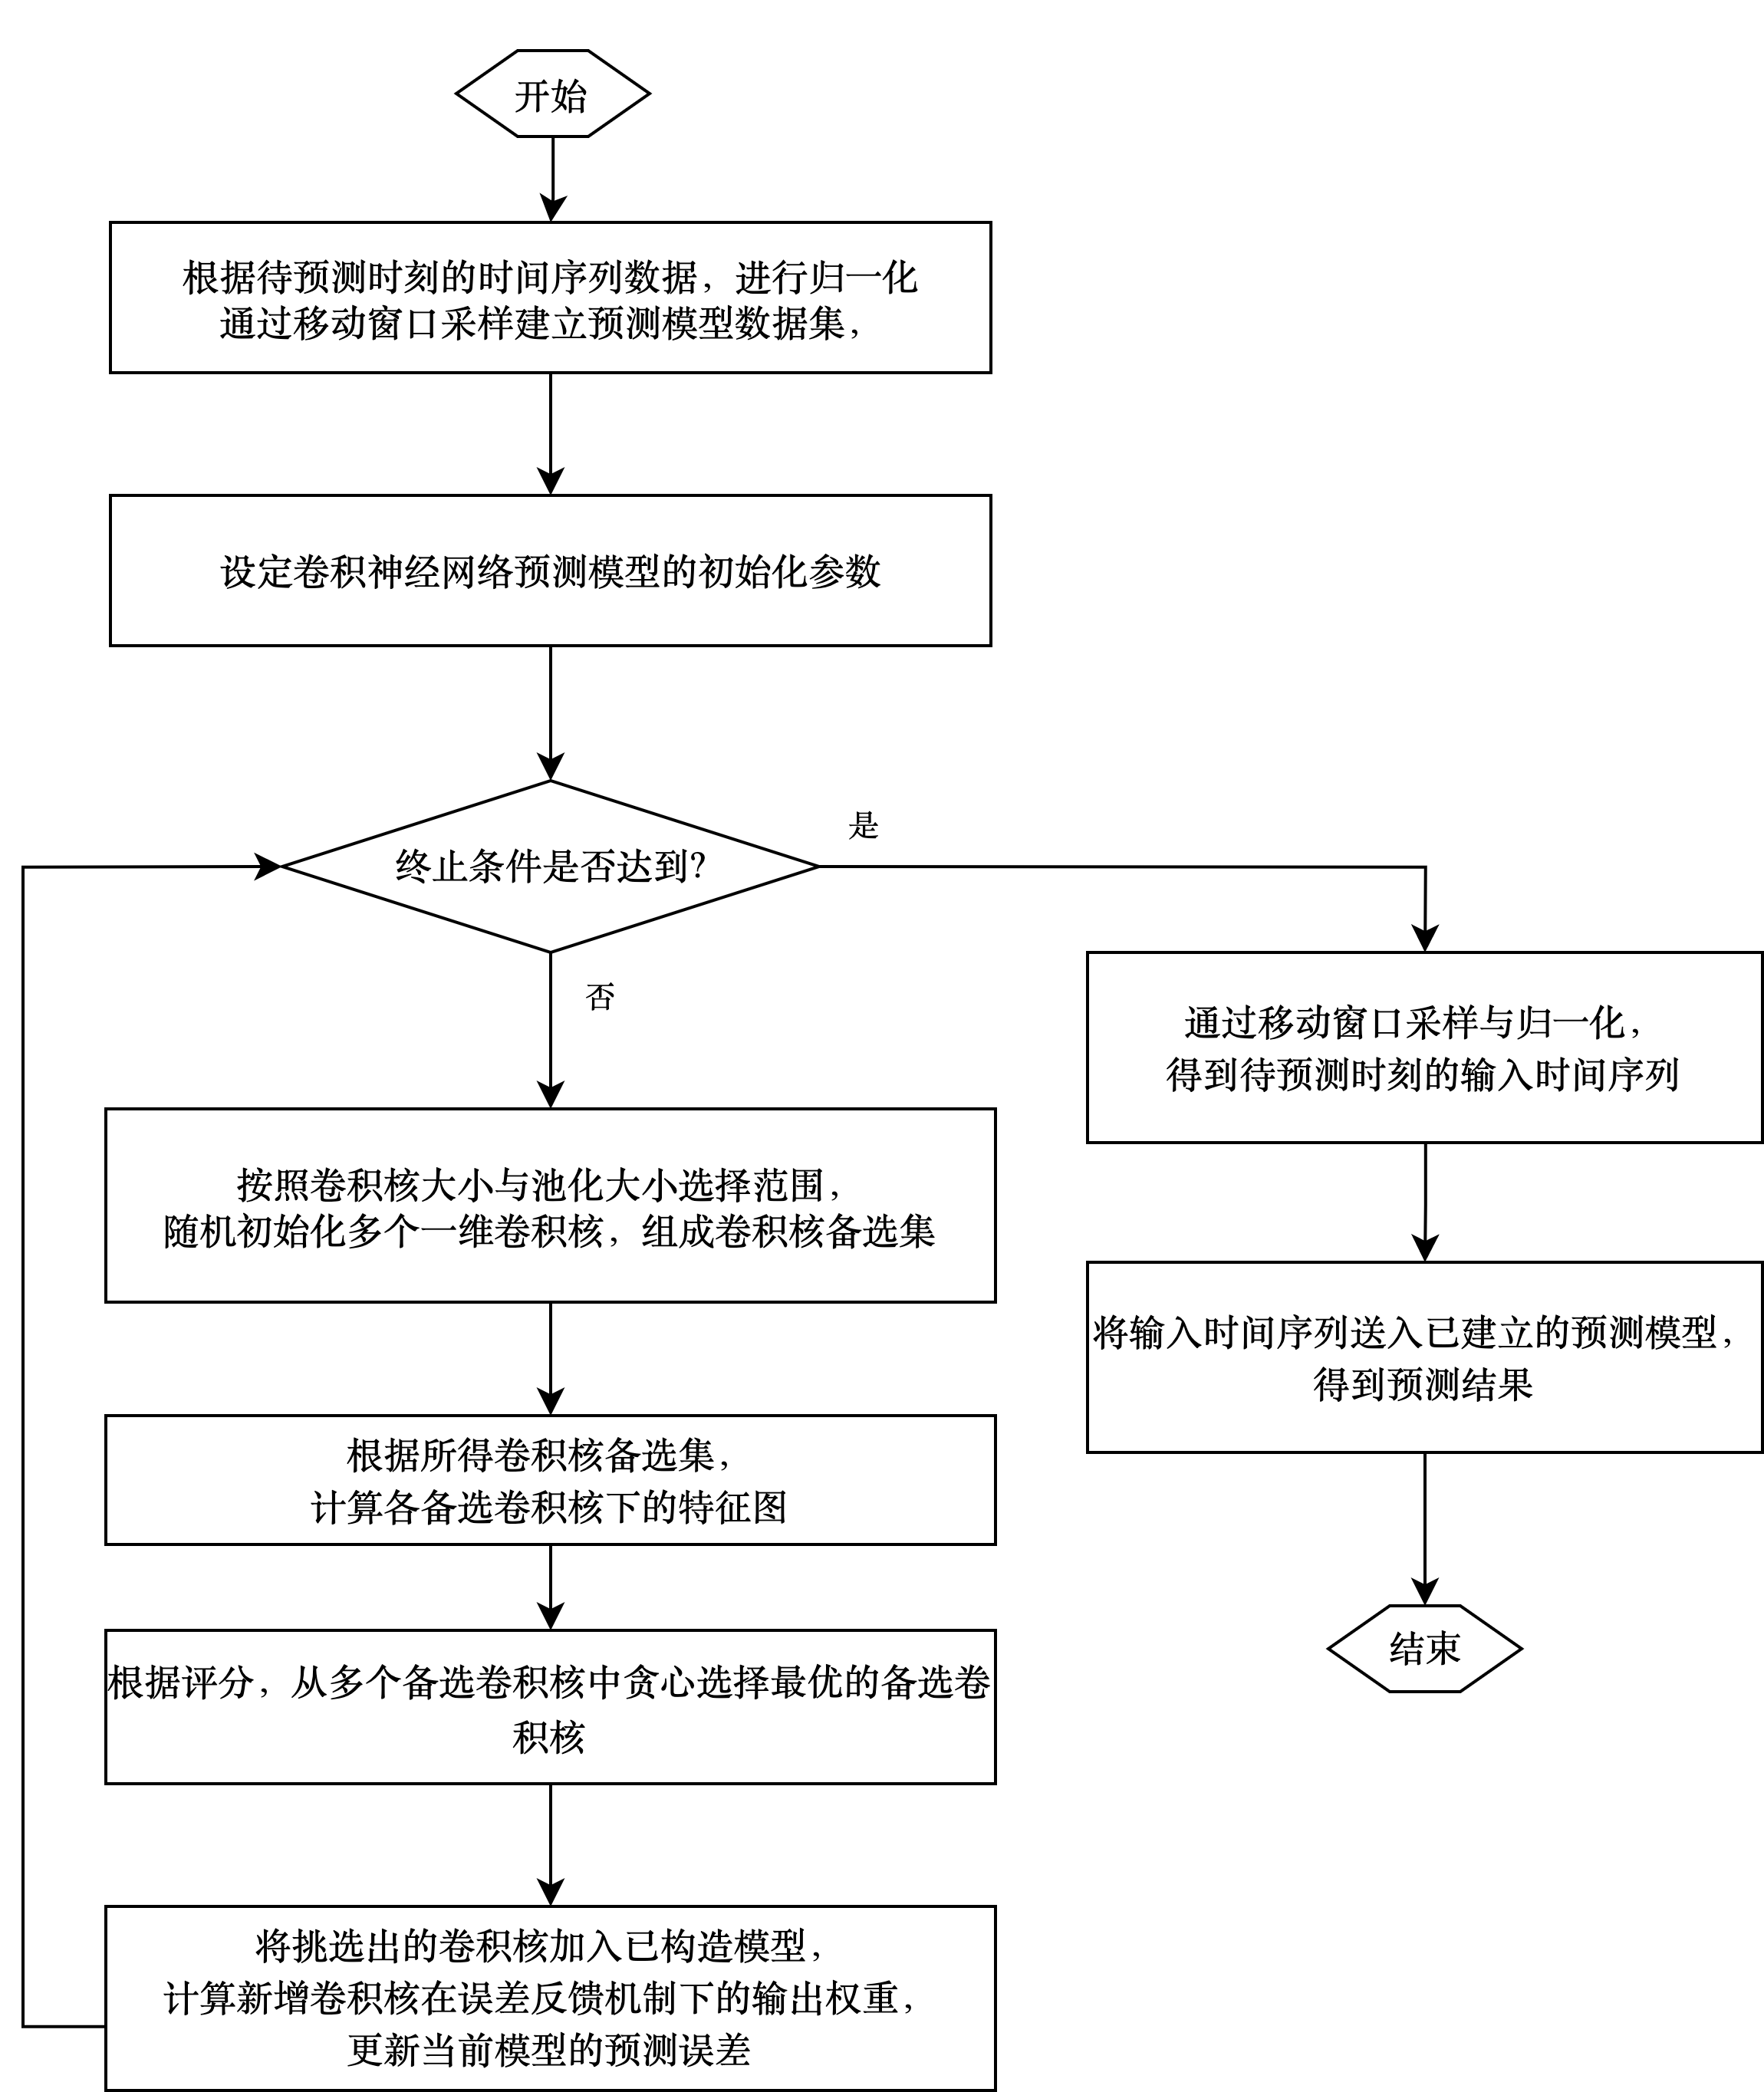 开始
根据待预测时刻的时间序列数据，进行归一化
通过移动窗口采样建立预测模型数据集，
设定卷积神经网络预测模型的初始化参数
终止条件是否达到？
是
否
按照卷积核大小与池化大小选择范围，
随机初始化多个一维卷积核，组成卷积核备选集
根据所得卷积核备选集，
计算各备选卷积核下的特征图
根据评分，从多个备选卷积核中贪心选择最优的备选卷
积核
将挑选出的卷积核加入已构造模型，
计算新增卷积核在误差反馈机制下的输出权重，
更新当前模型的预测误差
通过移动窗口采样与归一化，
得到待预测时刻的输入时间序列
将输入时间序列送入已建立的预测模型，
得到预测结果
结束